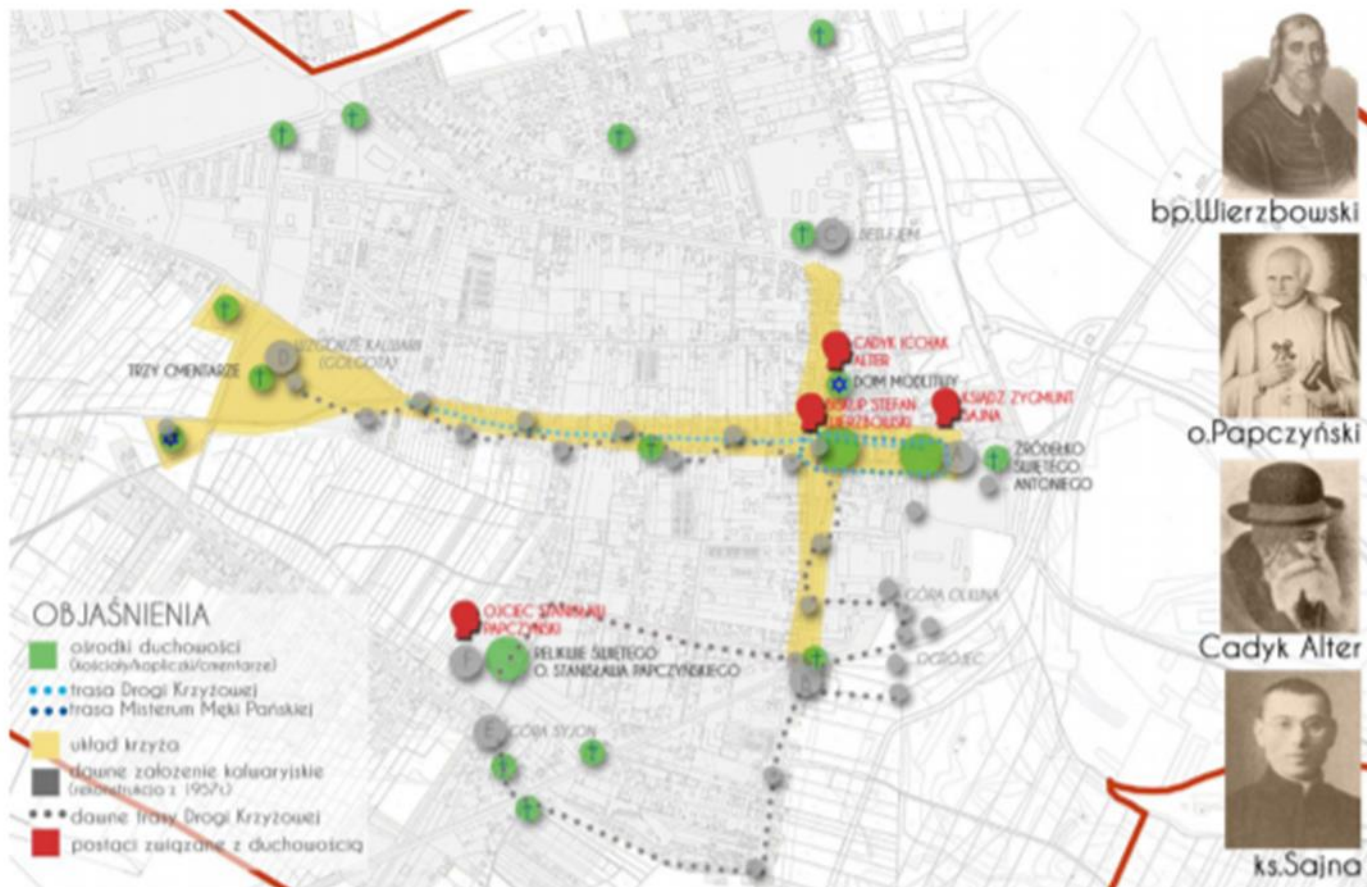 C
BETLEJEM
bp.Wierzbowski
D
WZGÓRZE KALWARII
(GOLGOTA)
TRZY CMENTARZE
CADYK ICCHAK
ALTER
DOM MODLITWY
BISKUP STEFAN
WIERZBOWSKI
KSIĄDZ ZYGMUNT
SAJNA
o.Papczyński
A
ŹRÓDEŁKO
ŚWIĘTEGO
ANTONIEGO
GÓRA OLIWNA
OGRÓJEC
Cadyk Alter
OJCIEC STANISŁAW
PAPCZYŃSKI
F
RELIKWIE ŚWIĘTEGO
O. STANISŁAWA PAPCZYŃSKIEGO
E
GÓRA SYJON
OBJAŚNIENIA
ośrodki duchowości
(kościoły/kapliczki/cmentarze)
trasa Drogi Krzyżowej
trasa Misterum Męki Pańskiej
układ krzyża
dawne założenie kalwaryjskie
(rekonstrukcja z 1957r.)
dawne trasy Drogi Krzyżowej
postaci związane z duchowością
ks.Sajna